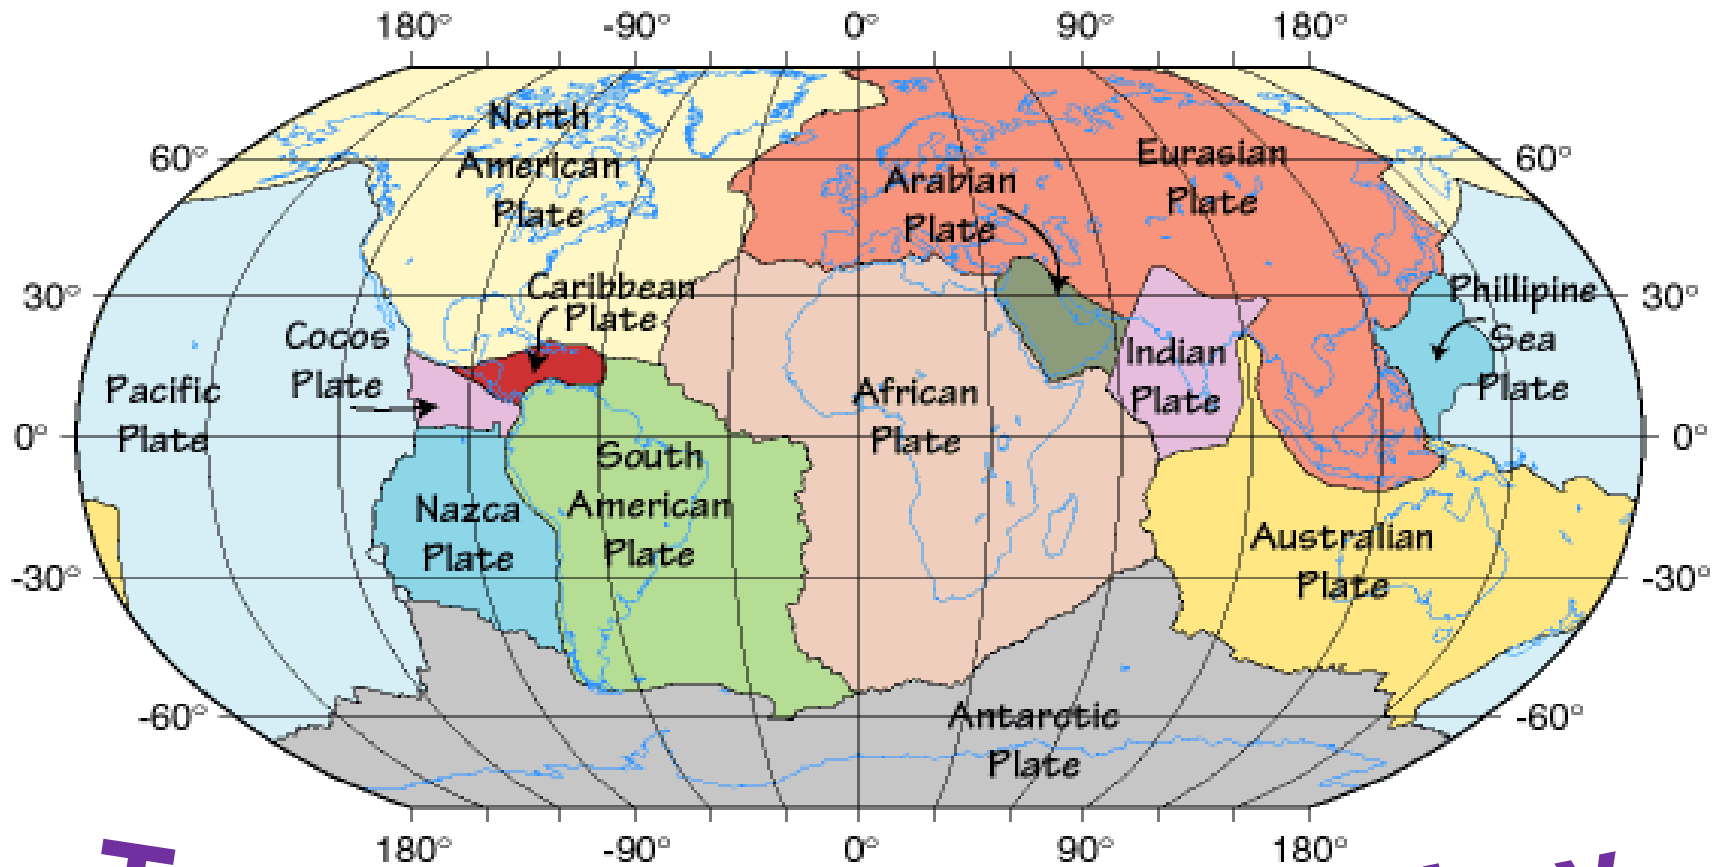 180° -90° 0° 90° 180°
North
American
Plate
60°
60°
Eurasian
Plate
Arabian
Plate
Caribbean
Plate
30°
30°
Phillipine
Sea
Plate
Cocos
Plate
Indian
Plate
Pacific
Plate
African
Plate
0°
0°
South
American
Plate
Nazca
Plate
Australian
Plate
-30°
-30°
-60°
-60°
Antarctic
Plate
180° -90° 0° 90° 180°